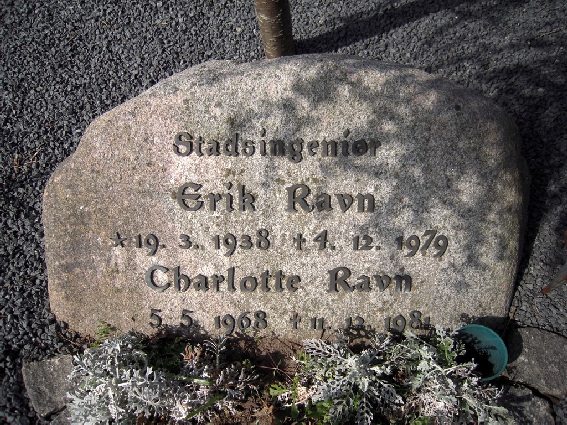 Stadsingeniør
Erik Ravn
* 19. 3. 1938 † 4. 12. 1979
Charlotte Ravn
* 5. 5. 1968 † 11. 12. 1981